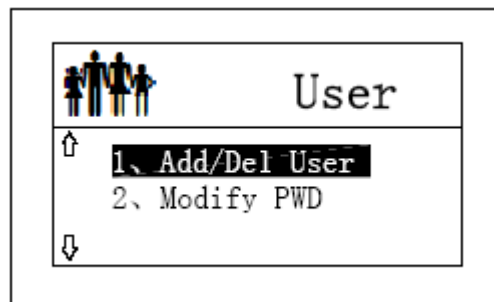 User
1、Add/Del User
2、Modify PWD